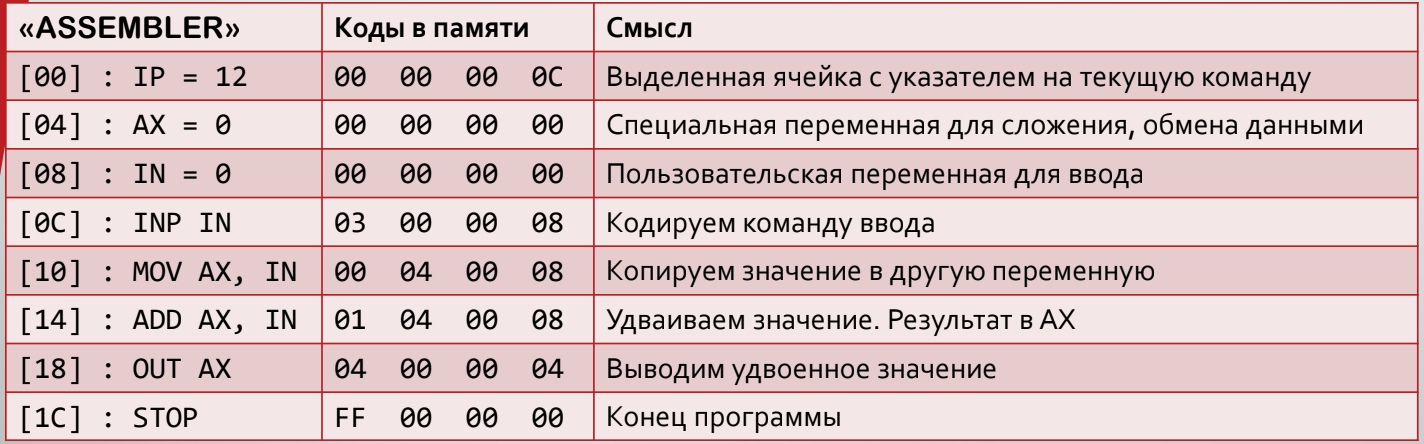 «ASSEMBLER» Коды в памяти Смысл
[00] : IP = 12 00 00 00 0C Выделенная ячейка с указателем на текущую команду
[04] : AX = 0 00 00 00 00 Специальная переменная для сложения, обмена данными
[08] : IN = 0 00 00 00 00 Пользовательская переменная для ввода
[0C] : INP IN 03 00 00 08 Кодируем команду ввода
[10] : MOV AX, IN 00 04 00 08 Копируем значение в другую переменную
[14] : ADD AX, IN 01 04 00 08 Удваиваем значение. Результат в AX
[18] : OUT AX 04 00 00 04 Выводим удвоенное значение
[1C] : STOP FF 00 00 00 Конец программы